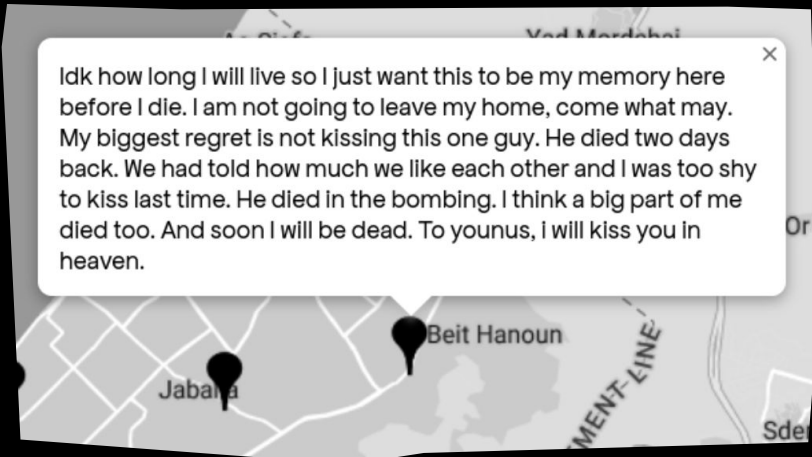 Yad Mordehai
Idk how long I will live so I just want this to be my memory here
before I die. I am not going to leave my home, come what may.
My biggest regret is not kissing this one guy. He died two days
back. We had told how much we like each other and I was too shy
to kiss last time. He died in the bombing. I think a big part of me
died too. And soon I will be dead. To younus, i will kiss you in
heaven.
Or
Beit Hanoun
Jabalia
MENT LINE
Sder